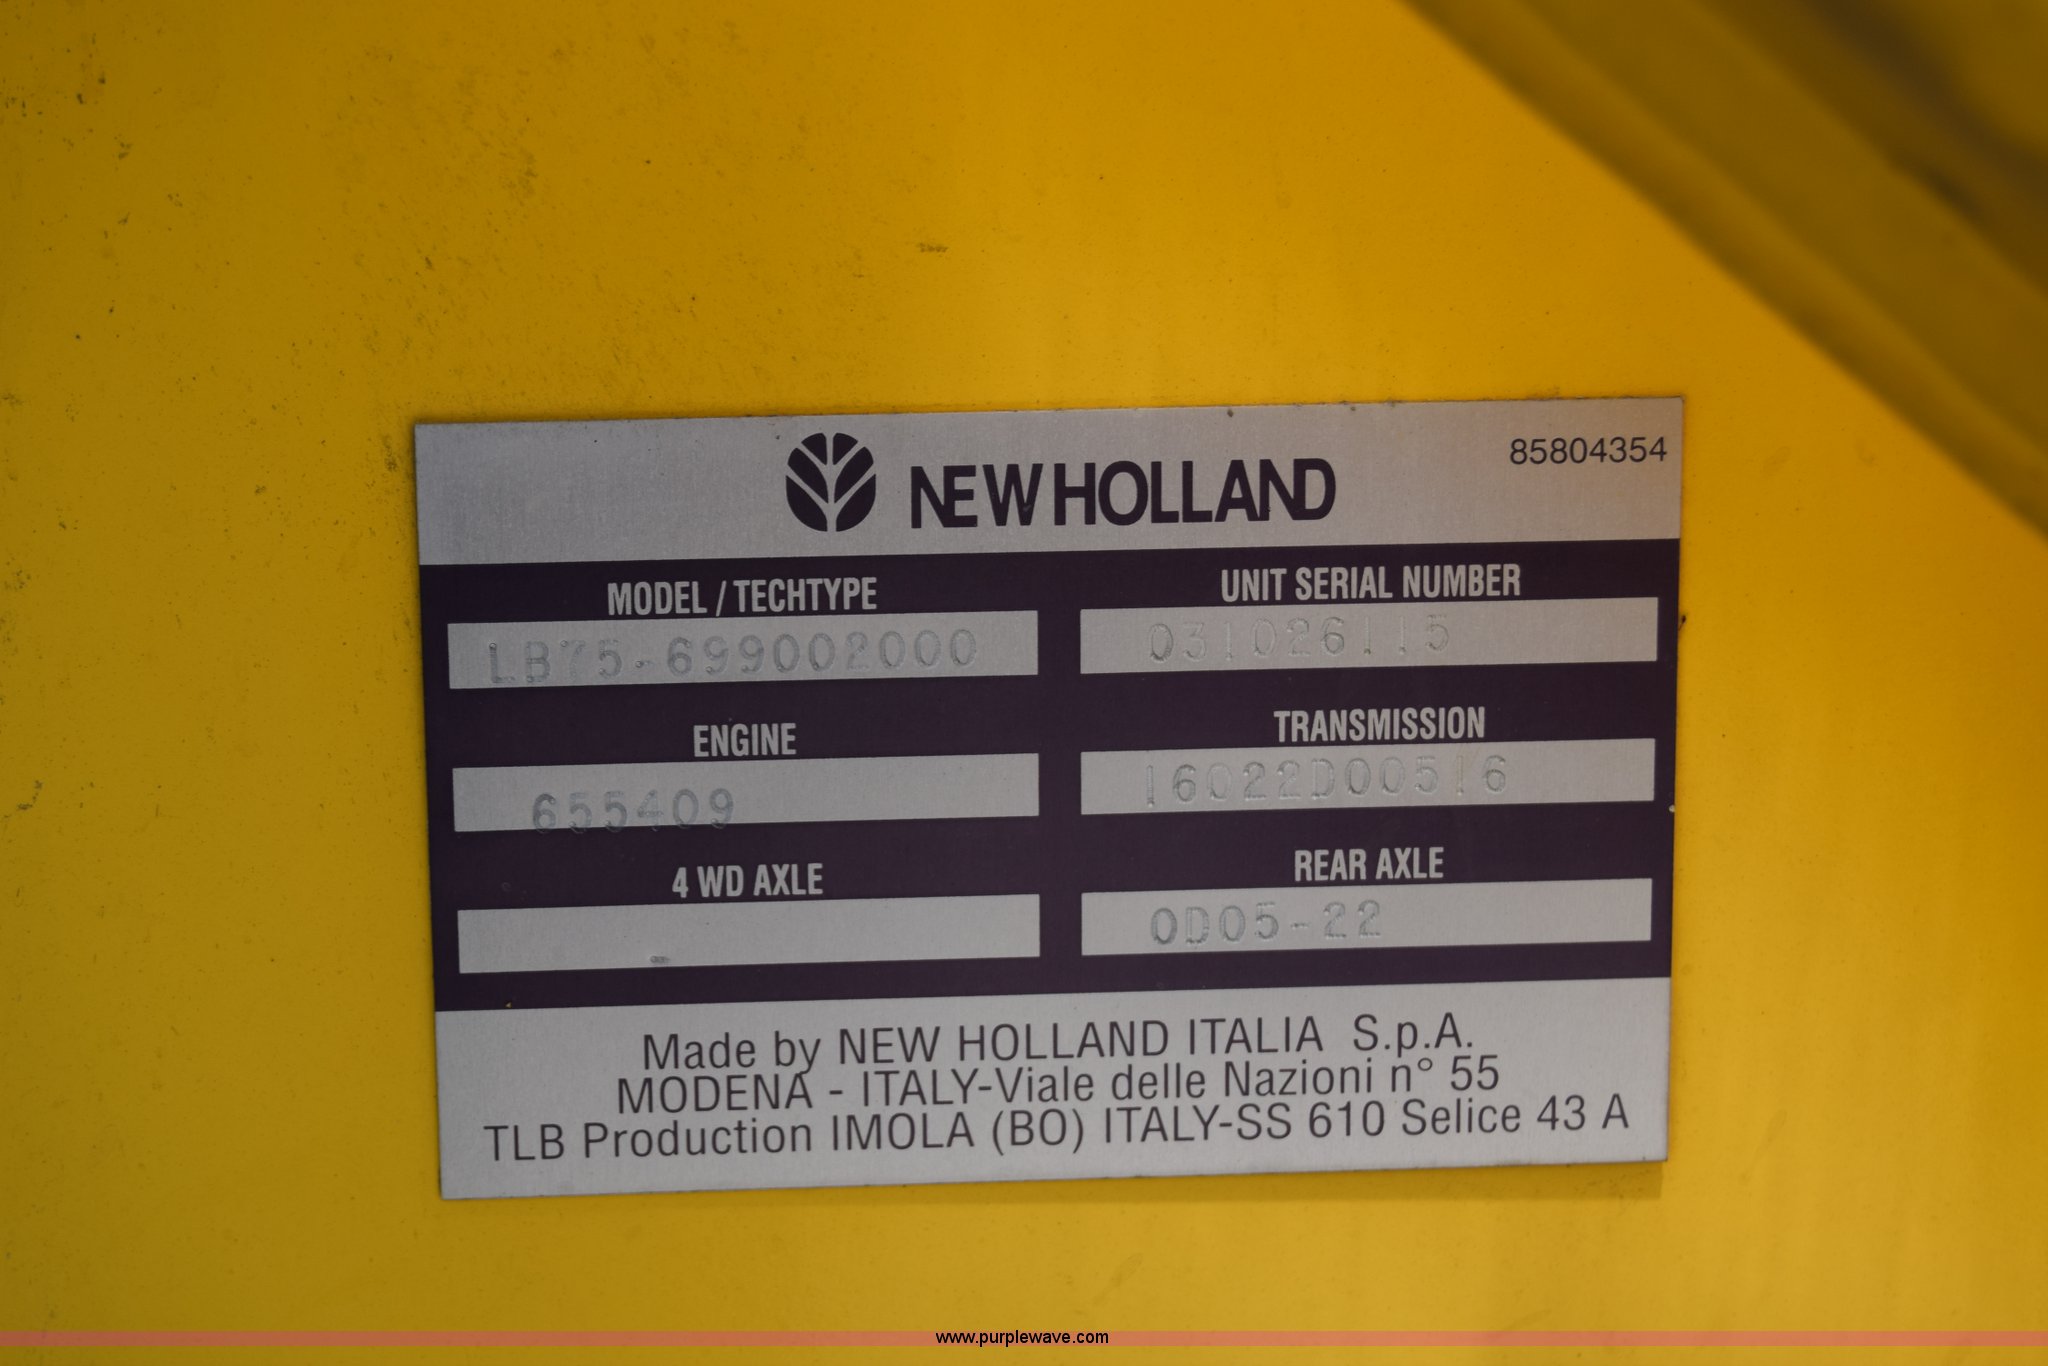 NEW HOLLAND
85804354
MODEL / TECHTYPE
LB75-699002000
UNIT SERIAL NUMBER
031026115
ENGINE
655409
TRANSMISSION
16022D00516
4 WD AXLE
-
REAR AXLE
0D05-22
Made by NEW HOLLAND ITALIA S.p.A.
MODENA - ITALY-Viale delle Nazioni n° 55
TLB Production IMOLA (BO) ITALY-SS 610 Selice 43 A
www.purplewave.com